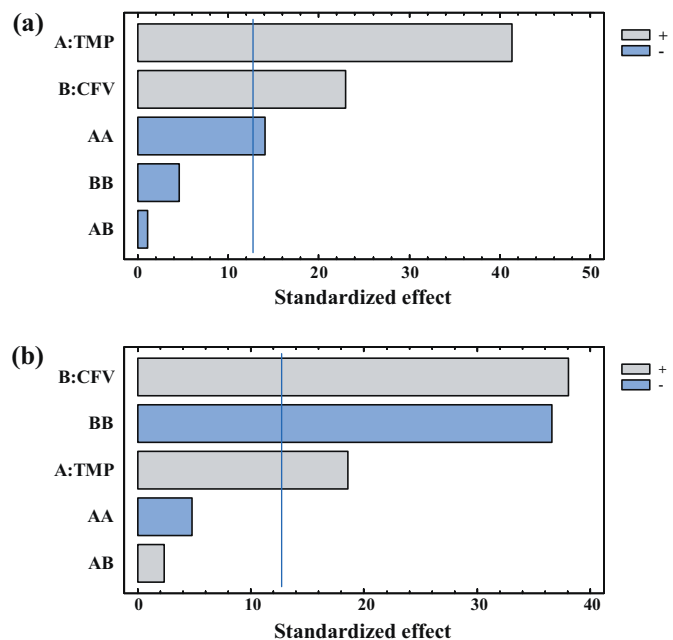 (a)
A:TMP
B:CFV
AA
BB
AB
+
-
0 10 20 30 40 50
Standardized effect
(b)
B:CFV
BB
A:TMP
AA
AB
+
-
0 10 20 30 40
Standardized effect